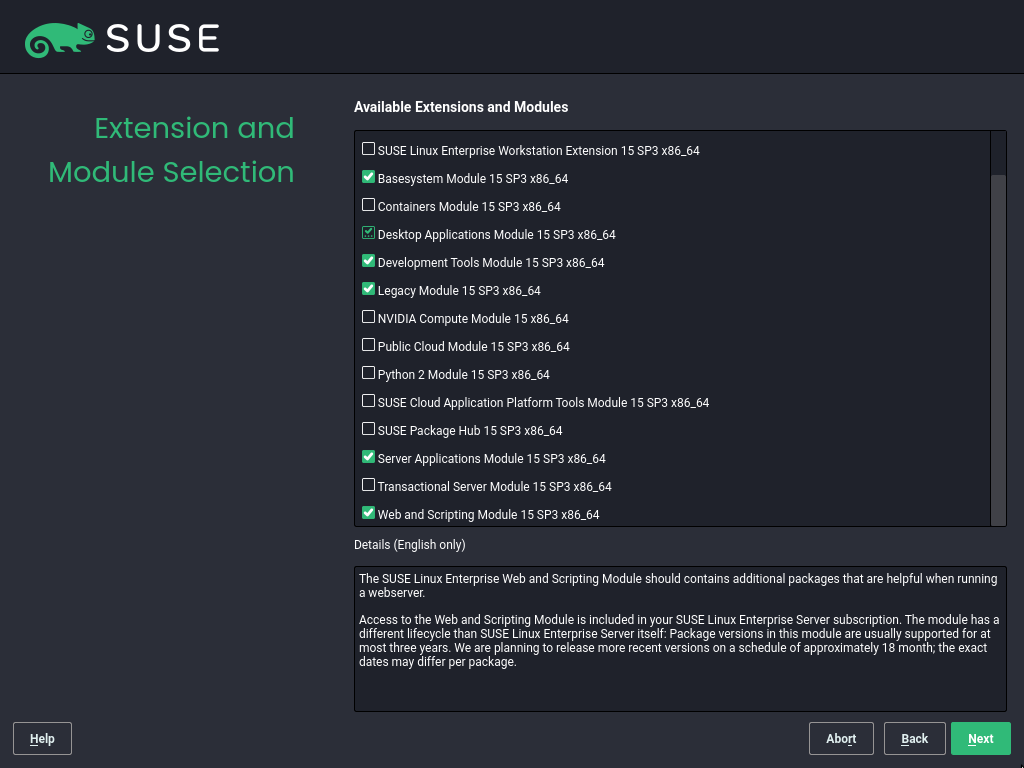 SUSE
Extension and
Module Selection
Available Extensions and Modules
SUSE Linux Enterprise Workstation Extension 15 SP3 x86_64
Basesystem Module 15 SP3 x86_64
Containers Module 15 SP3 x86_64
Desktop Applications Module 15 SP3 x86_64
Development Tools Module 15 SP3 x86_64
Legacy Module 15 SP3 x86_64
NVIDIA Compute Module 15 x86_64
Public Cloud Module 15 SP3 x86_64
Python 2 Module 15 SP3 x86_64
SUSE Cloud Application Platform Tools Module 15 SP3 x86_64
SUSE Package Hub 15 SP3 x86_64
Server Applications Module 15 SP3 x86_64
Transactional Server Module 15 SP3 x86_64
Web and Scripting Module 15 SP3 x86_64
Details (English only)
The SUSE Linux Enterprise Web and Scripting Module should contains additional packages that are helpful when running
a webserver.
Access to the Web and Scripting Module is included in your SUSE Linux Enterprise Server subscription. The module has a
different lifecycle than SUSE Linux Enterprise Server itself: Package versions in this module are usually supported for at
most three years. We are planning to release more recent versions on a schedule of approximately 18 month; the exact
dates may differ per package.
Help
Abort
Back
Next